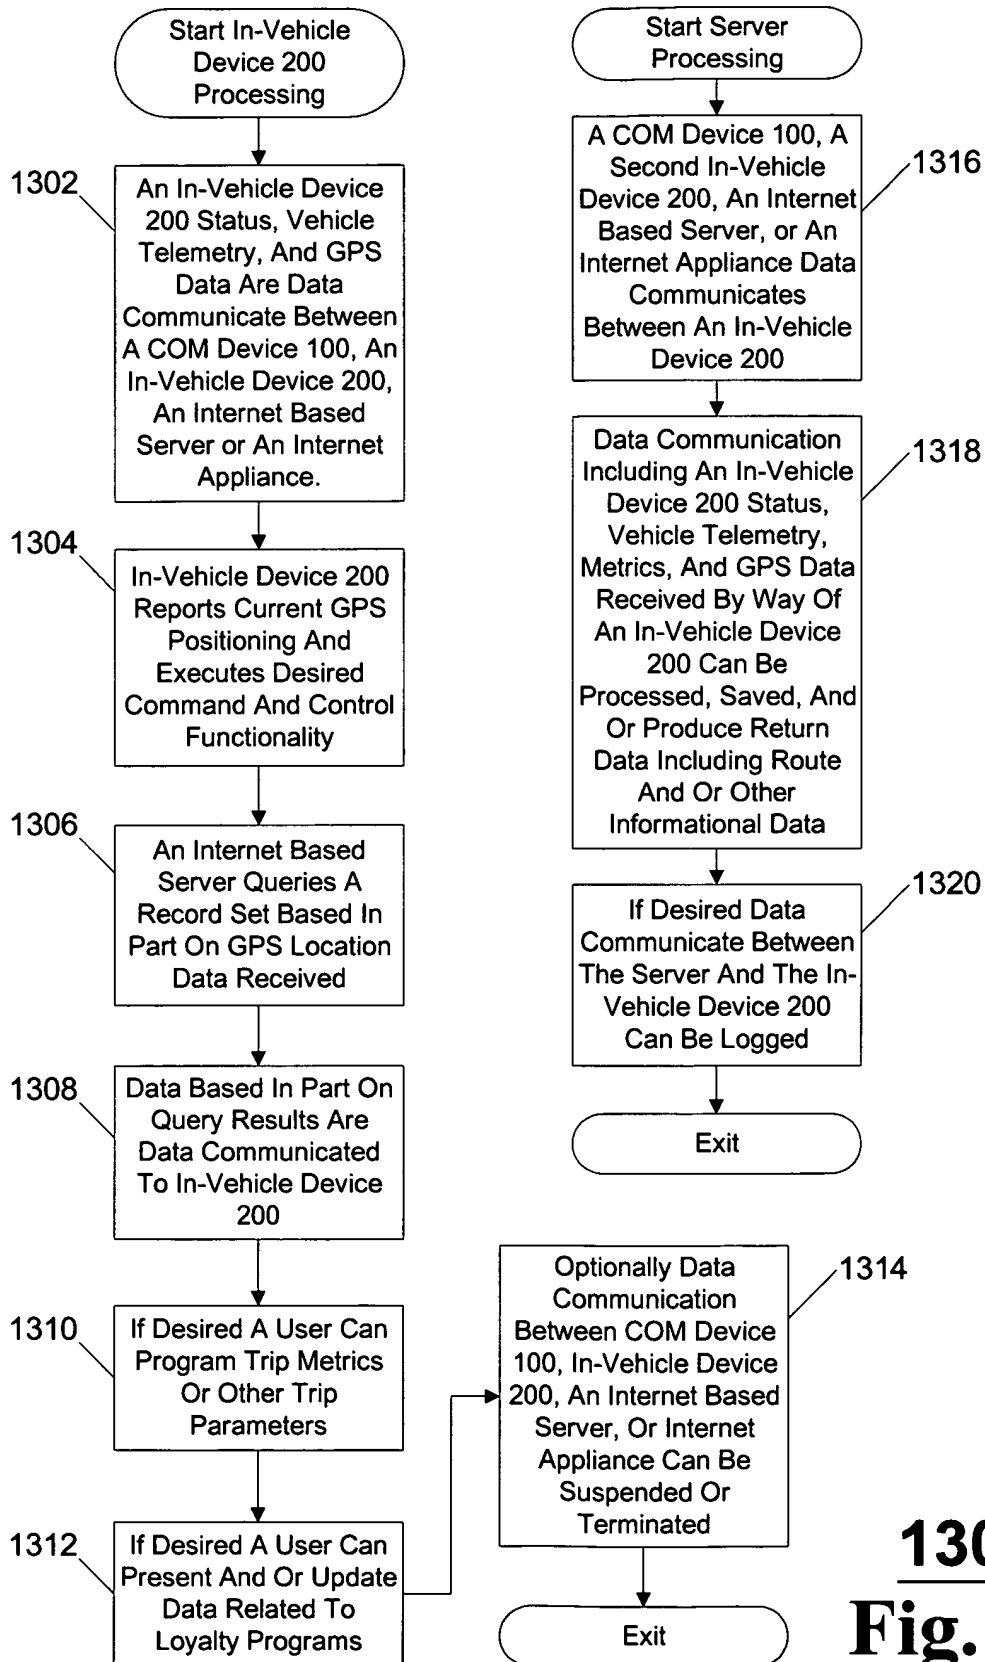 Start In-Vehicle
Device 200
Processing
1302
An In-Vehicle Device
200 Status, Vehicle
Telemetry, And GPS
Data Are Data
Communicate Between
A COM Device 100, An
In-Vehicle Device 200,
An Internet Based
Server or An Internet
Appliance.
1304
In-Vehicle Device 200
Reports Current GPS
Positioning And
Executes Desired
Command And Control
Functionality
1306
An Internet Based
Server Queries A
Record Set Based In
Part On GPS Location
Data Received
1308
Data Based In Part On
Query Results Are
Data Communicated
To In-Vehicle Device
200
1310
If Desired A User Can
Program Trip Metrics
Or Other Trip
Parameters
1312
If Desired A User Can
Present And Or Update
Data Related To
Loyalty Programs
1314
Optionally Data
Communication
Between COM Device
100, In-Vehicle Device
200, An Internet Based
Server, Or Internet
Appliance Can Be
Suspended Or
Terminated
Exit
Start Server
Processing
1316
A COM Device 100, A
Second In-Vehicle
Device 200, An Internet
Based Server, or An
Internet Appliance Data
Communicates
Between An In-Vehicle
Device 200
1318
Data Communication
Including An In-Vehicle
Device 200 Status,
Vehicle Telemetry,
Metrics, And GPS Data
Received By Way Of
An In-Vehicle Device
200 Can Be
Processed, Saved, And
Or Produce Return
Data Including Route
And Or Other
Informational Data
1320
If Desired Data
Communicate Between
The Server And The In-
Vehicle Device 200
Can Be Logged
Exit
Fig.